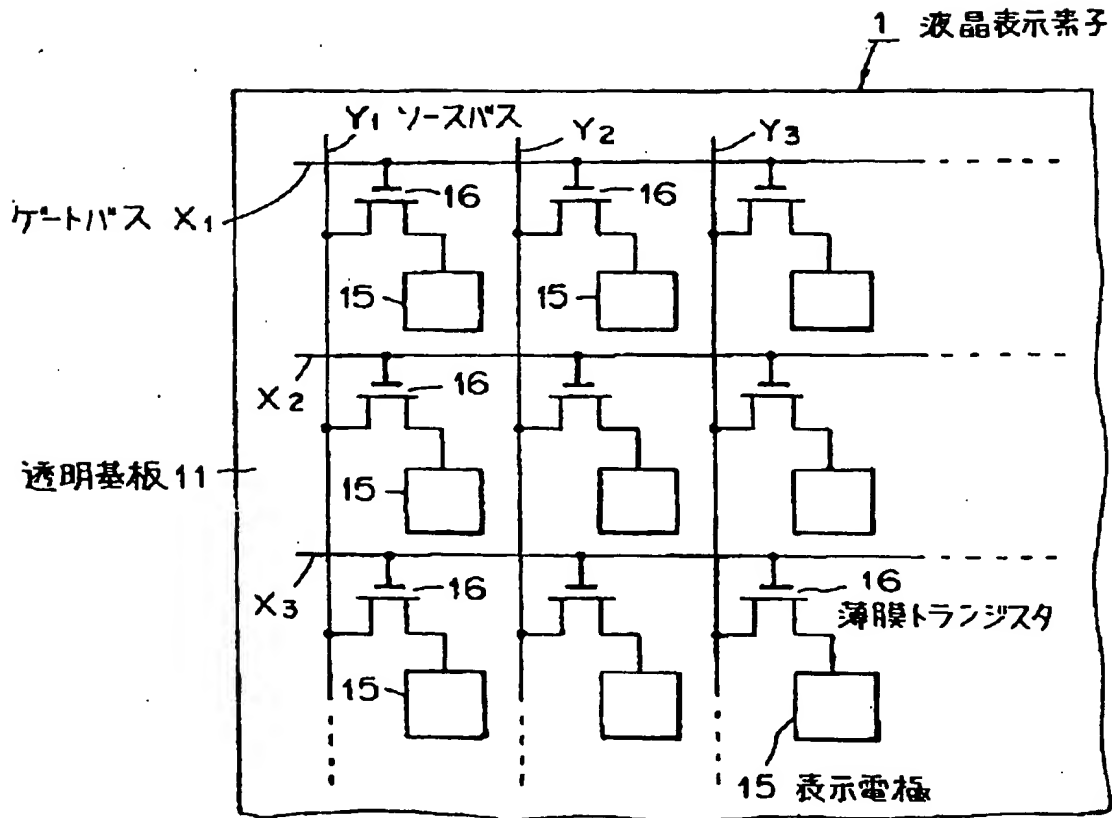 1 液晶表示素子
Y1 ソースバス
Y2
Y3
ゲートバス X1
16
16
15
15
X2
16
透明基板 11
15
X3
16
16
薄膜トランジスタ
15
15 表示電極